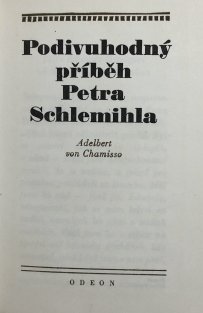 Podivuhodný
příběh
Petra
Schlemihla
Adelbert
von Chamisso
ODEON